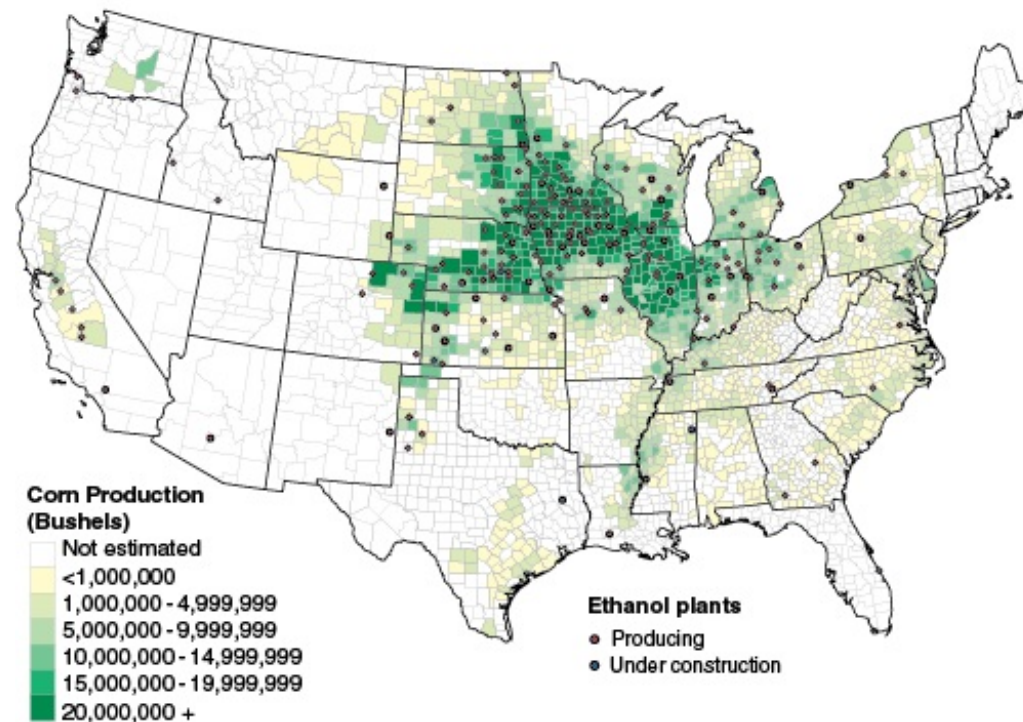 Corn Production
(Bushels)
Not estimated
<1,000,000
1,000,000 - 4,999,999
5,000,000 - 9,999,999
10,000,000 - 14,999,999
15,000,000 - 19,999,999
20,000,000 +
Ethanol plants
Producing
Under construction